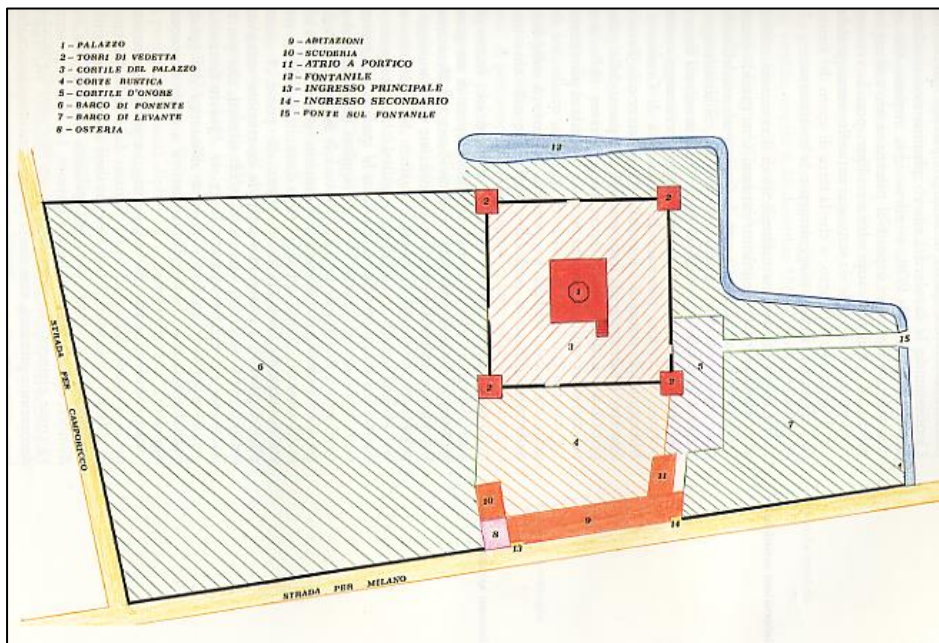 1 – PALAZZO
2 – TORRI DI VEDETTA
3 – CORTILE DEL PALAZZO
4 – CORTE RUSTICA
5 – CORTILE D'ONORE
6 – BARCO DI PONENTE
7 – BARCO DI LEVANTE
8 – OSTERIA
9 – ABITAZIONI
10 – SCUDERIA
11 – ATRIO A PORTICO
12 – FONTANILE
13 – INGRESSO PRINCIPALE
14 – INGRESSO SECONDARIO
15 – PONTE SUL FONTANILE
12
2
2
1
15
3
5
6
2
2
7
4
11
10
9
14
8
13
STRADA PER CAMPORICCO
STRADA PER MILANO